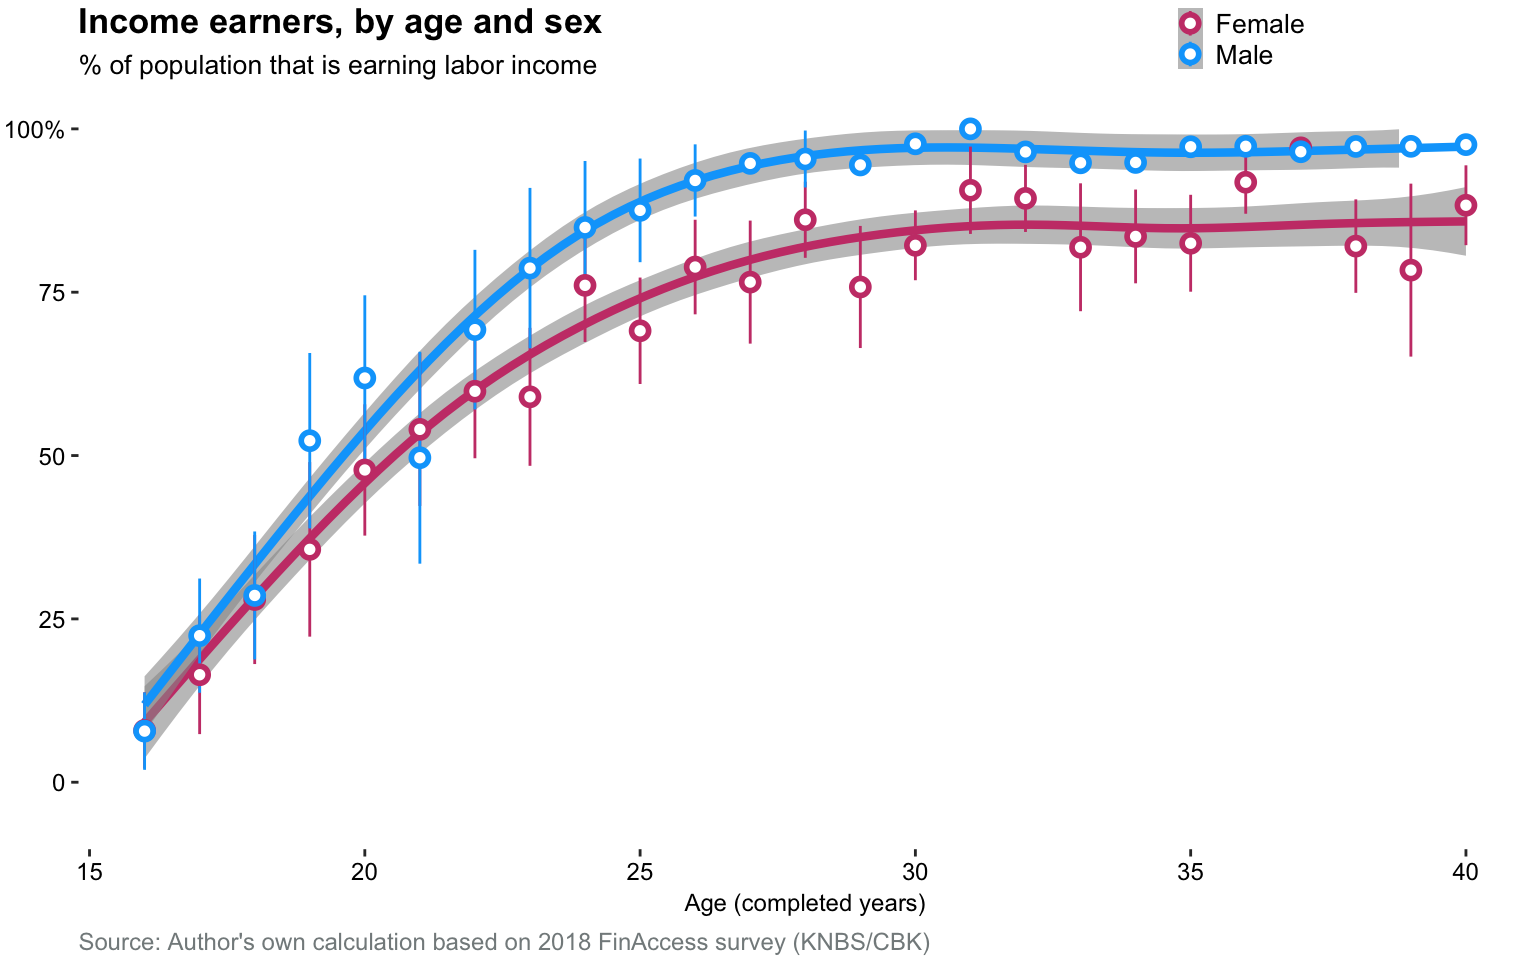 Income earners, by age and sex
% of population that is earning labor income
Female
Male
100%
75
50
25
0
15 20 25 30 35 40
Age (completed years)
Source: Author's own calculation based on 2018 FinAccess survey (KNBS/CBK)